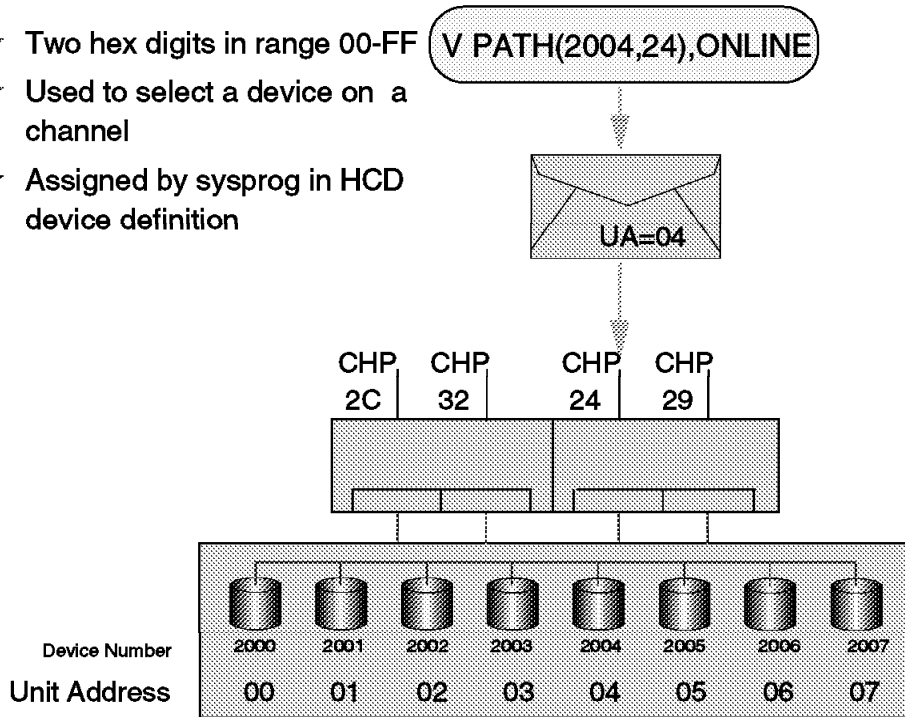 Two hex digits in range 00-FF
Used to select a device on a
channel
Assigned by sysprog in HCD
device definition
V PATH(2004,24),ONLINE
UA=04
CHP CHP CHP CHP
2C 32 24 29
2000 2001 2002 2003 2004 2005 2006 2007
Device Number
Unit Address 00 01 02 03 04 05 06 07